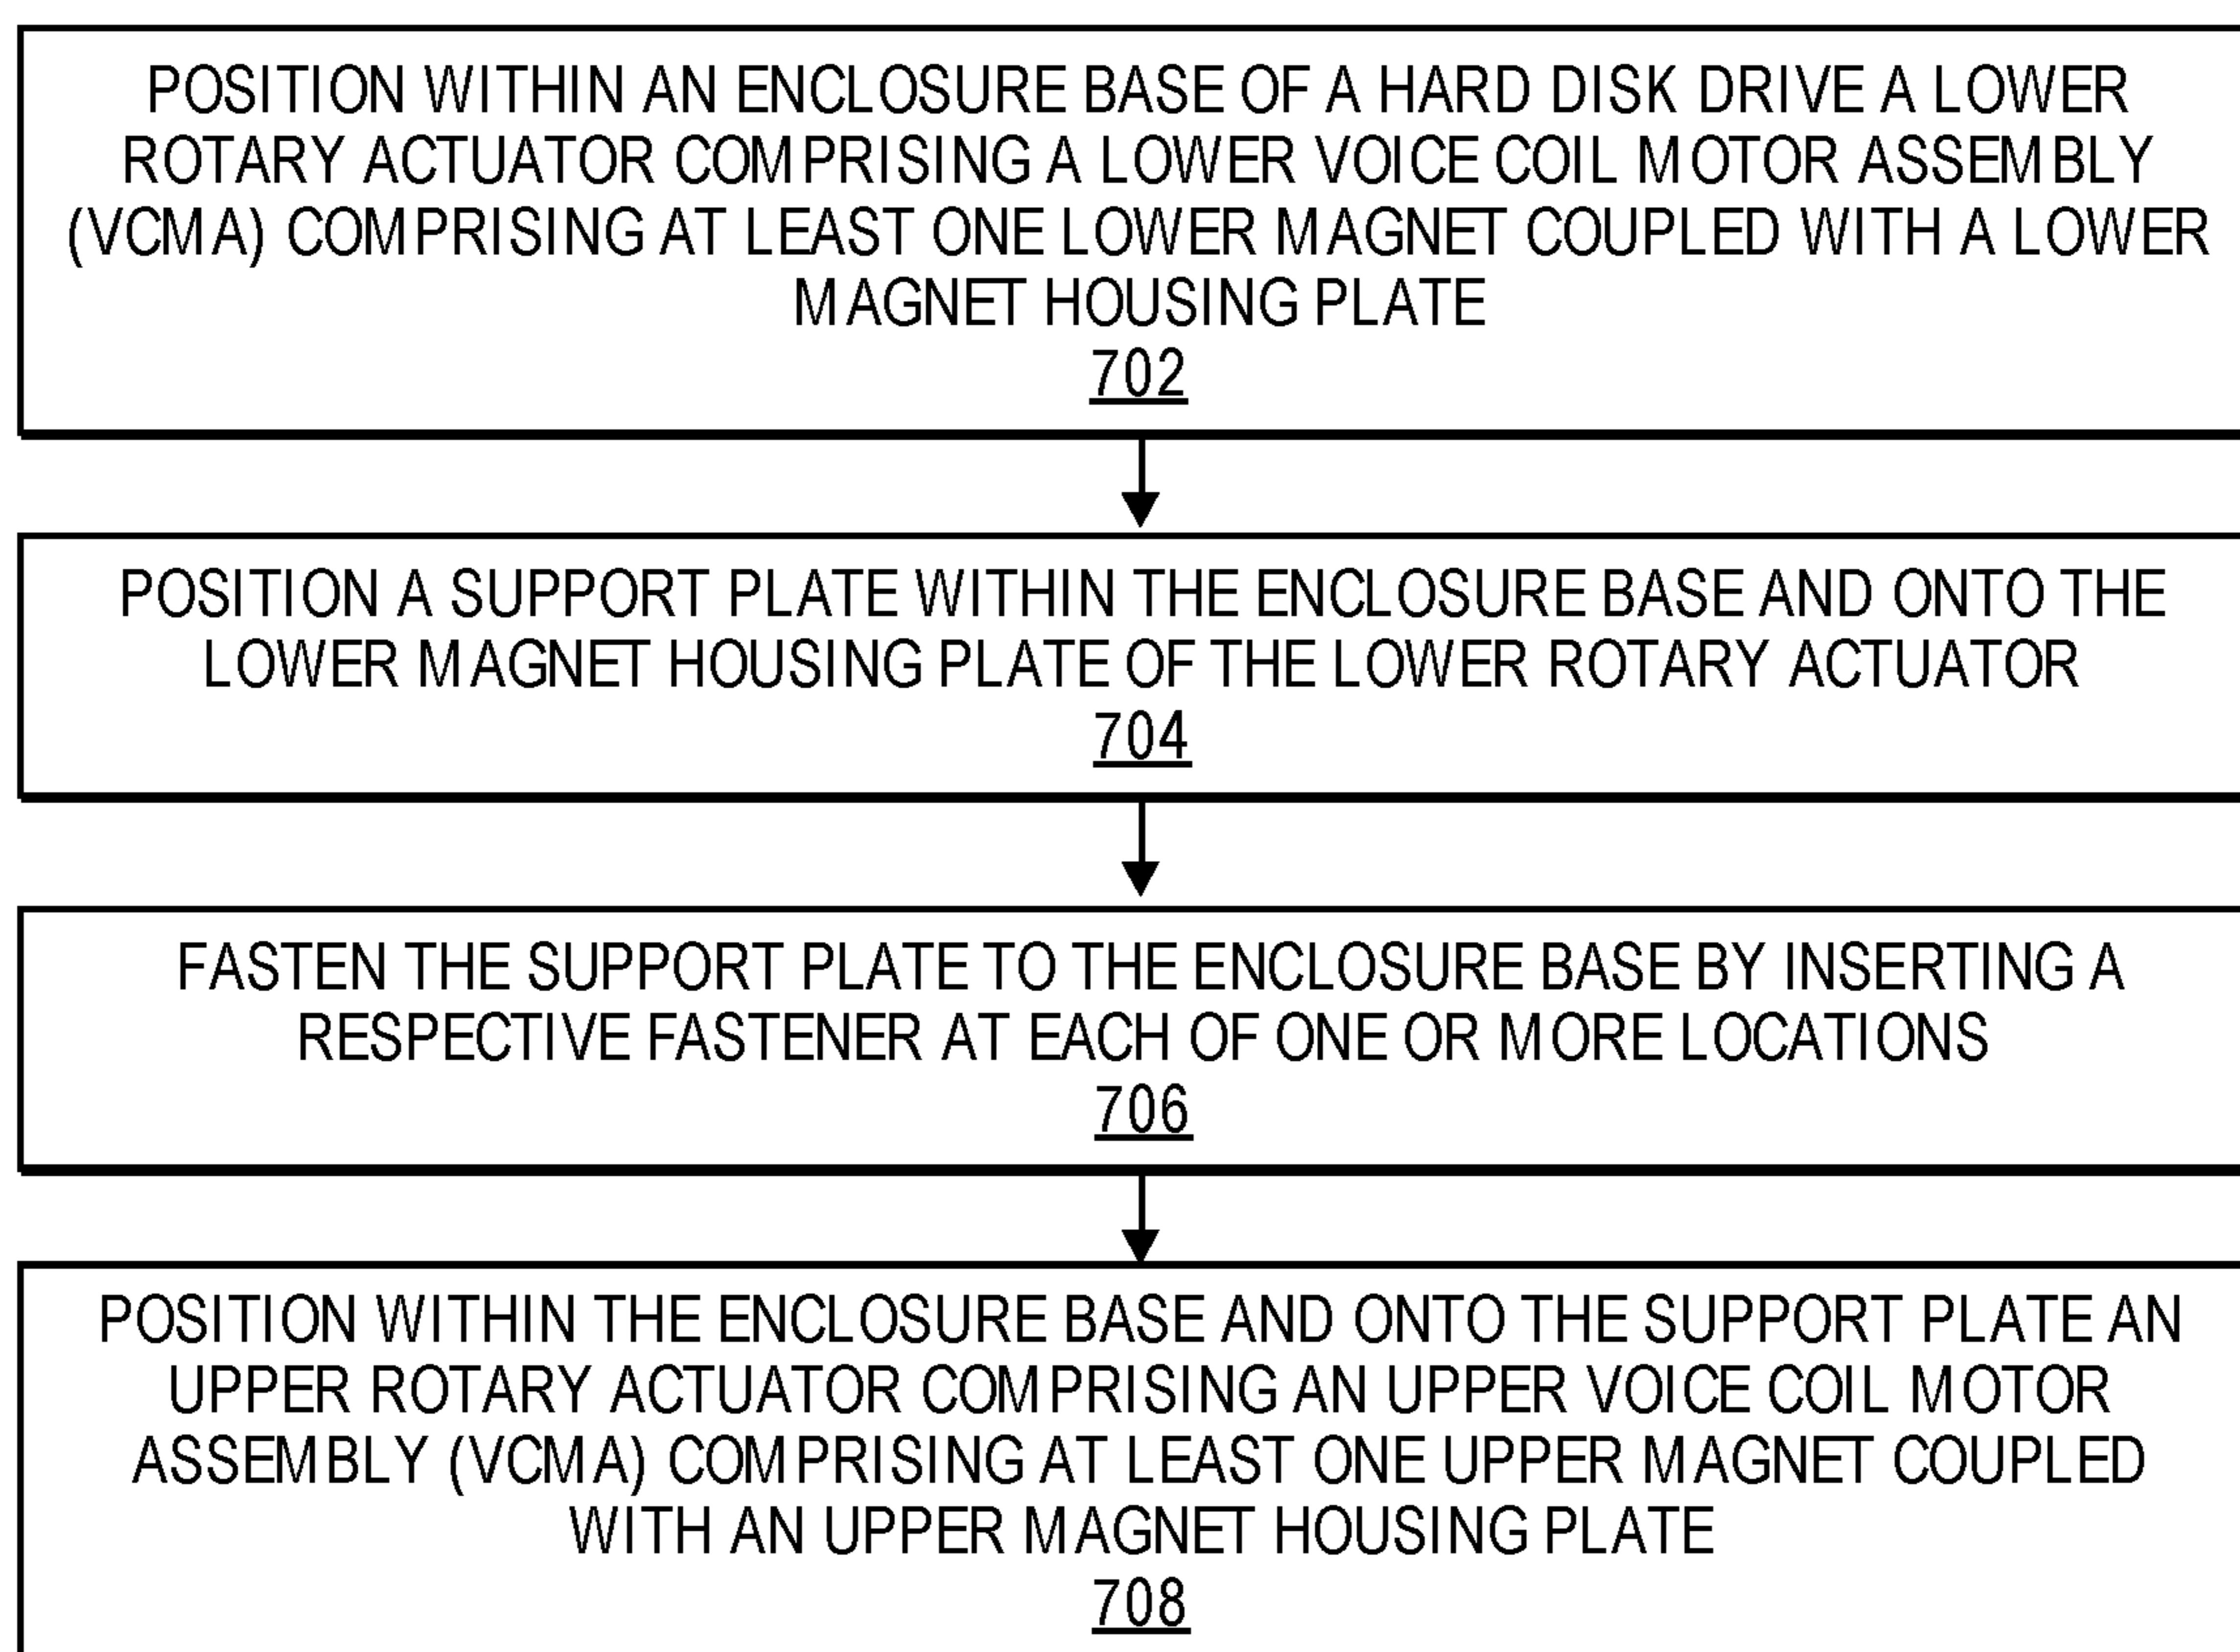 POSITION WITHIN AN ENCLOSURE BASE OF A HARD DISK DRIVE A LOWER
ROTARY ACTUATOR COMPRISING A LOWER VOICE COIL MOTOR ASSEMBLY
(VCMA) COMPRISING AT LEAST ONE LOWER MAGNET COUPLED WITH A LOWER
MAGNET HOUSING PLATE
702
POSITION A SUPPORT PLATE WITHIN THE ENCLOSURE BASE AND ONTO THE
LOWER MAGNET HOUSING PLATE OF THE LOWER ROTARY ACTUATOR
704
FASTEN THE SUPPORT PLATE TO THE ENCLOSURE BASE BY INSERTING A
RESPECTIVE FASTENER AT EACH OF ONE OR MORE LOCATIONS
706
POSITION WITHIN THE ENCLOSURE BASE AND ONTO THE SUPPORT PLATE AN
UPPER ROTARY ACTUATOR COMPRISING AN UPPER VOICE COIL MOTOR
ASSEMBLY (VCMA) COMPRISING AT LEAST ONE UPPER MAGNET COUPLED
WITH AN UPPER MAGNET HOUSING PLATE
708